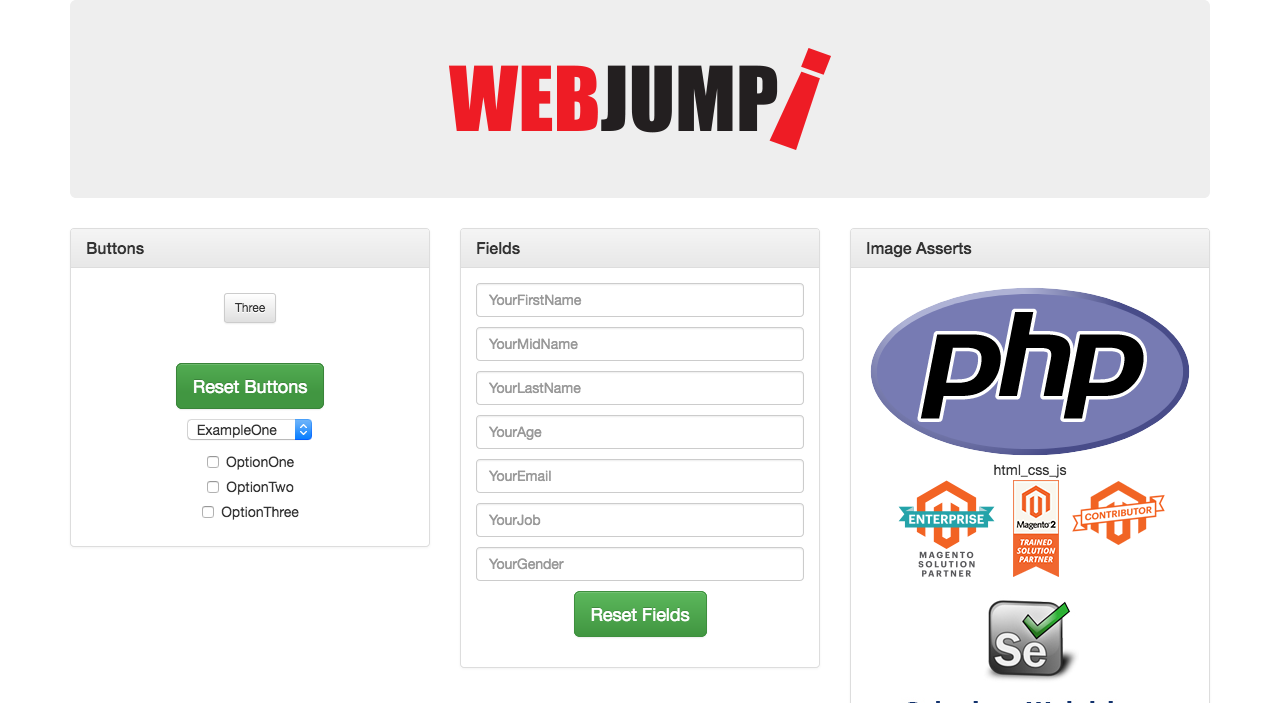 WEBJUMP!
Buttons
Three
Reset Buttons
ExampleOne
OptionOne
OptionTwo
OptionThree
Fields
YourFirstName
YourMidName
YourLastName
YourAge
YourEmail
YourJob
YourGender
Reset Fields
Image Asserts
php
html_css_js
ENTERPRISE
MAGENTO
SOLUTION
PARTNER
Magento 2
TRAINED
SOLUTION
PARTNER
CONTRIBUTOR
Se